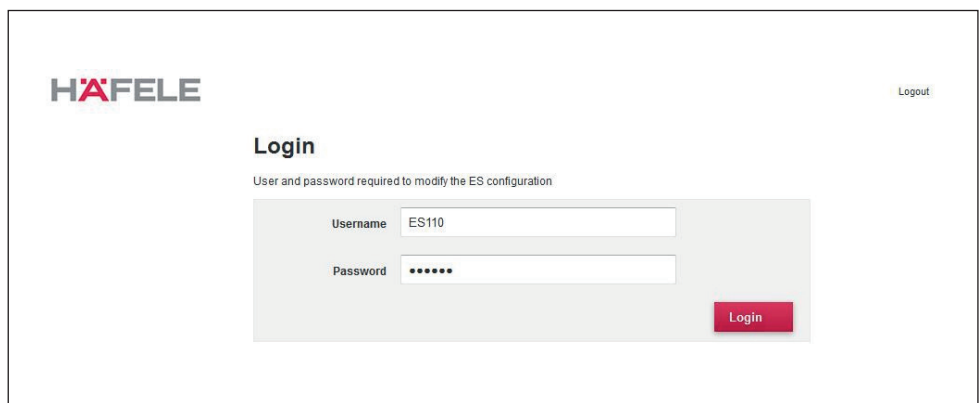 HÄFELE
Logout
Login
User and password required to modify the ES configuration
Username ES110
Password ••••••
Login